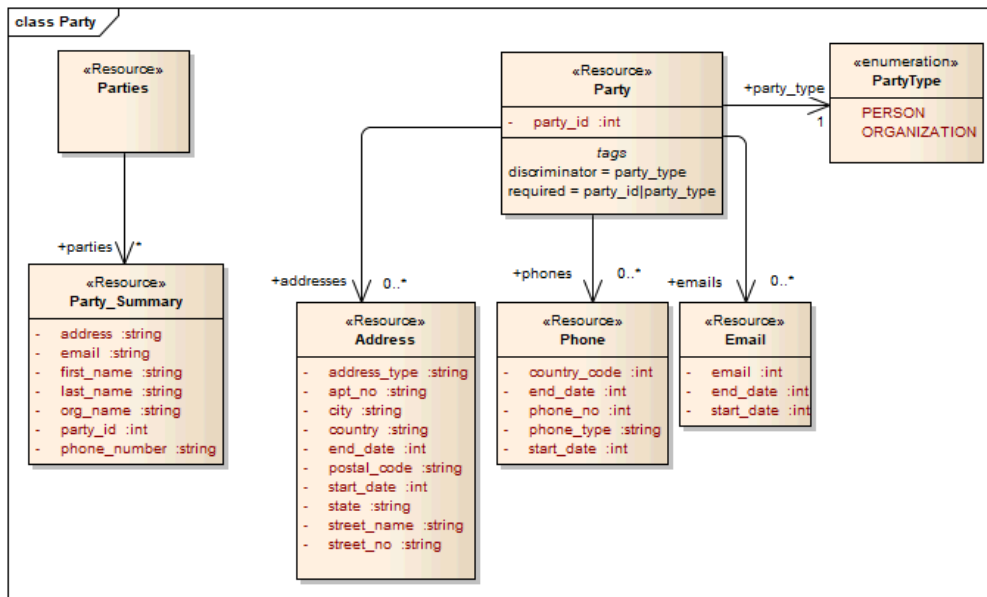 class Party
«Resource»
Parties
+parties
*
«Resource»
Party_Summary
- address :string
- email :string
- first_name :string
- last_name :string
- org_name :string
- party_id :int
- phone_number :string
«Resource»
Party
- party_id :int
tags
discriminator = party_type
required = party_id|party_type
+party_type
1
«enumeration»
PartyType
PERSON
ORGANIZATION
+addresses
0..*
«Resource»
Address
- address_type :string
- apt_no :string
- city :string
- country :string
- end_date :int
- postal_code :string
- start_date :int
- state :string
- street_name :string
- street_no :string
+phones
0..*
«Resource»
Phone
- country_code :int
- end_date :int
- phone_no :int
- phone_type :string
- start_date :int
+emails
0..*
«Resource»
Email
- email :int
- end_date :int
- start_date :int